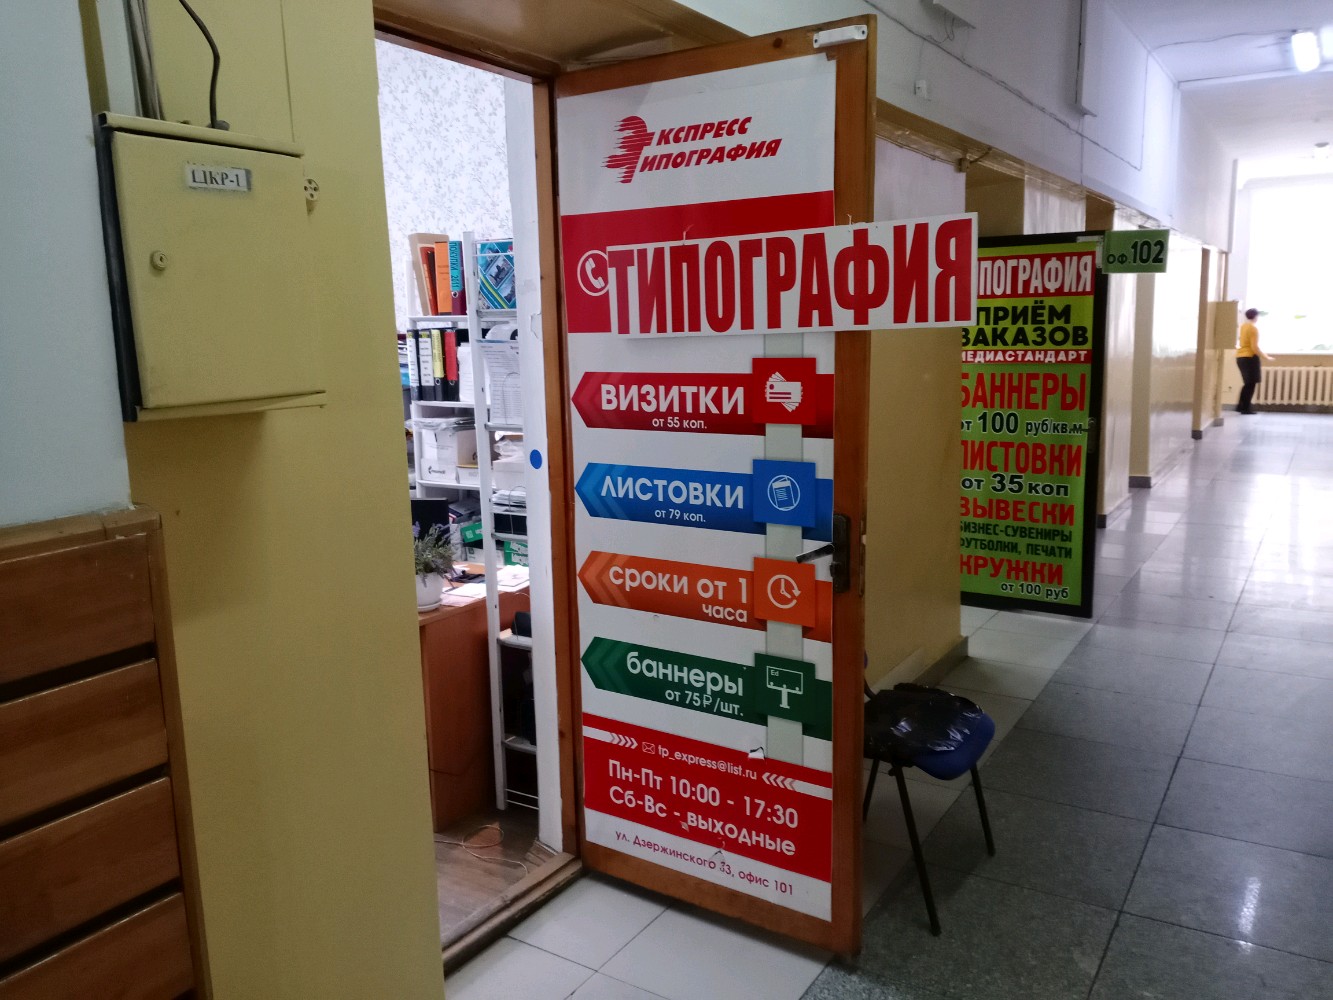 ЩКР-1
ЭКСПРЕСС
ТИПОГРАФИЯ
ТИПОГРАФИЯ
ВИЗИТКИ
от 55 коп.
ЛИСТОВКИ
от 79 коп.
сроки от 1
часа
баннеры
от 75₽/шт.
tp_express@list.ru
Пн-Пт 10:00 - 17:30
Сб-Вс - выходные
ул. Дзержинского 33, офис 101
ОФ.102
ПОГРАФИЯ
ПРИЁМ
ЗАКАЗОВ
МЕДИАСТАНДАРТ
БАННЕРЫ
от 100 руб/кв.м
ЛИСТОВКИ
от 35 коп
ВЫВЕСКИ
БИЗНЕС-СУВЕНИРЫ
ФУТБОЛКИ, ПЕЧАТИ
КРУЖКИ
от 100 руб